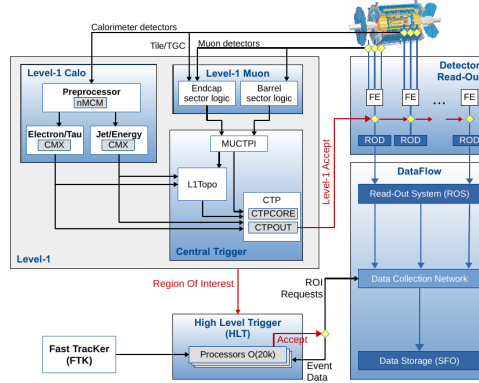 Calorimeter detectors
Tile/TGC
Muon detectors
Level-1 Calo
Preprocessor
nMCM
Electron/Tau
CMX
Jet/Energy
CMX
Level-1 Muon
Endcap
sector logic
Barrel
sector logic
MUCTPI
L1Topo
CTP
CTPCORE
CTPOUT
Central Trigger
Level-1
Level-1 Accept
Detector
Read-Out
FE
FE
...
FE
ROD
ROD
ROD
DataFlow
Read-Out System (ROS)
Data Collection Network
Data Storage (SFO)
Region Of Interest
ROI
Requests
High Level Trigger
(HLT)
Accept
Processors O(20k)
Event
Data
Fast TracKer
(FTK)